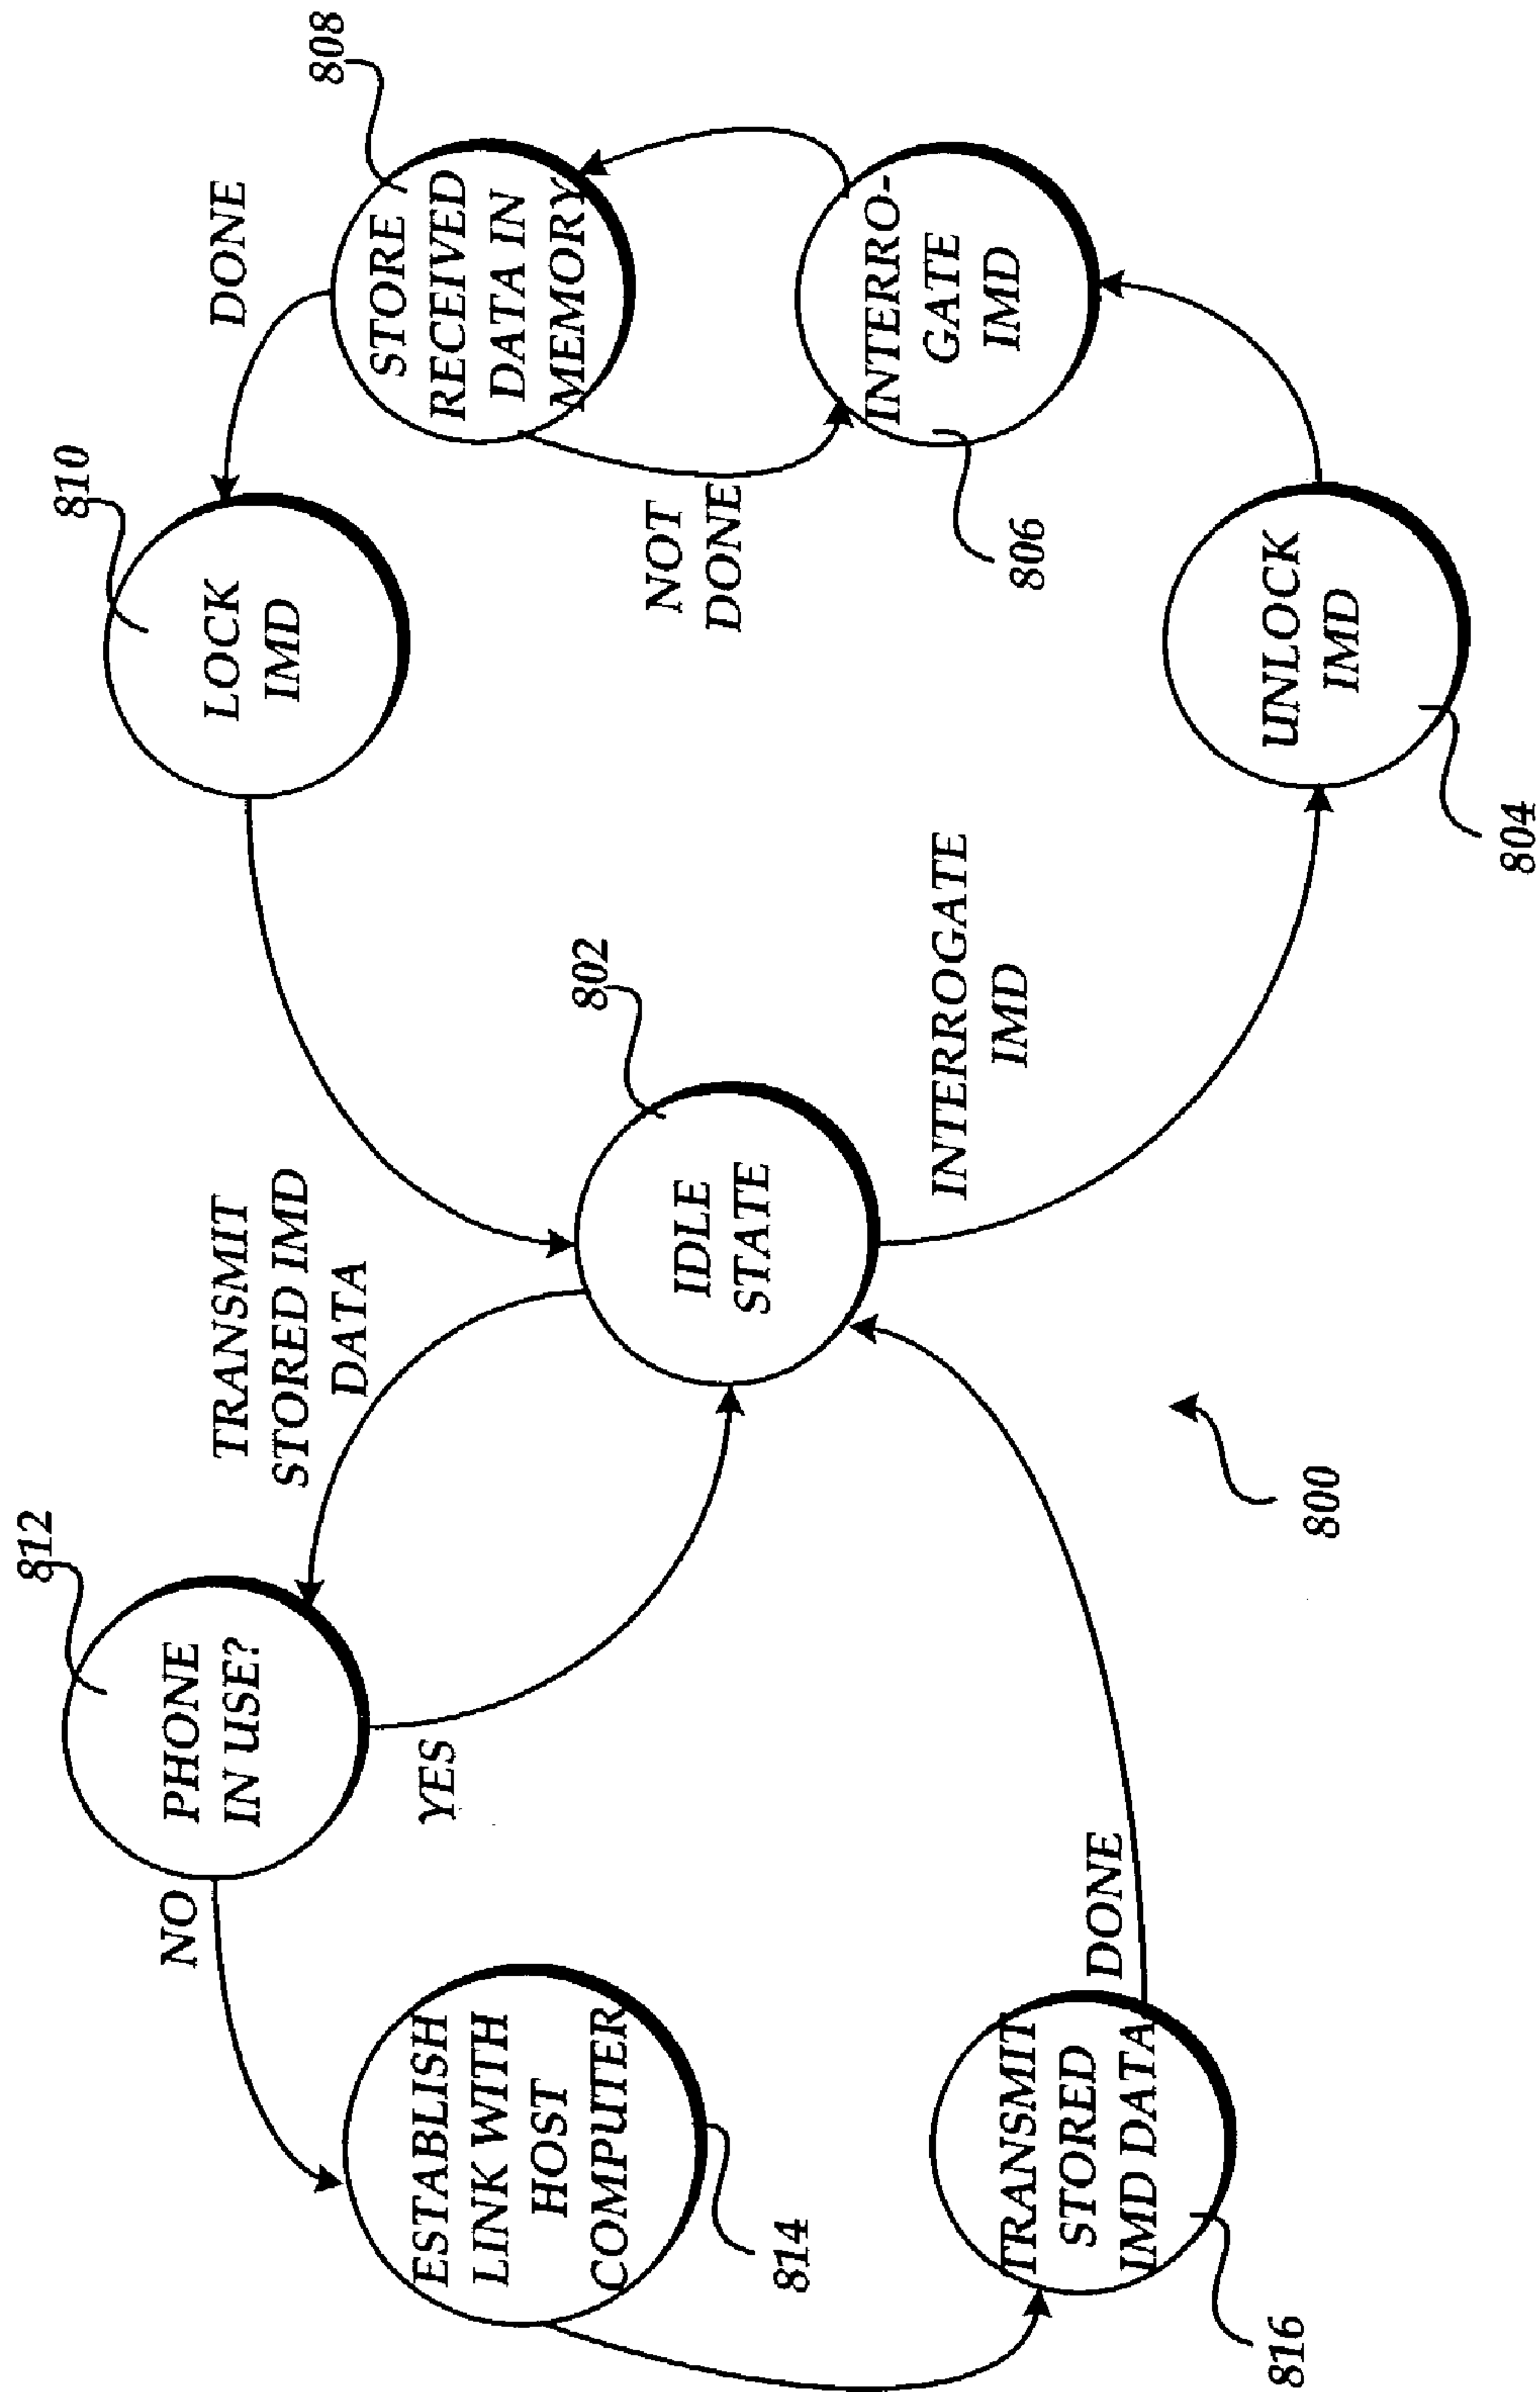 812
810
808
NO
PHONE
IN USE?
TRANSMIT
STORED IMD
DATA
LOCK
IMD
DONE
STORE
RECEIVED
DATA IN
MEMORY
ESTABLISH
LINK WITH
HOST
COMPUTER
YES
802
IDLE
STATE
NOT
DONE
814
INTERRO-
GATE
IMD
806
INTERROGATE
IMD
TRANSMIT
STORED
IMD DATA
DONE
816
800
UNLOCK
IMD
804